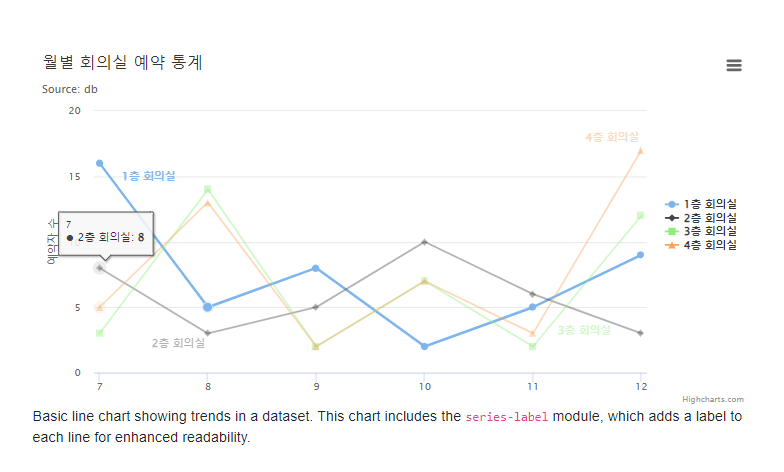 월별 회의실 예약 통계
Source: db
20
15
5
0
예약자 수
1층 회의실
2층 회의실
3층 회의실
4층 회의실
7
● 2층 회의실: 8
7
8
9
10
11
12
1층 회의실
2층 회의실
3층 회의실
4층 회의실
Highcharts.com
Basic line chart showing trends in a dataset. This chart includes the series-label module, which adds a label to
each line for enhanced readability.